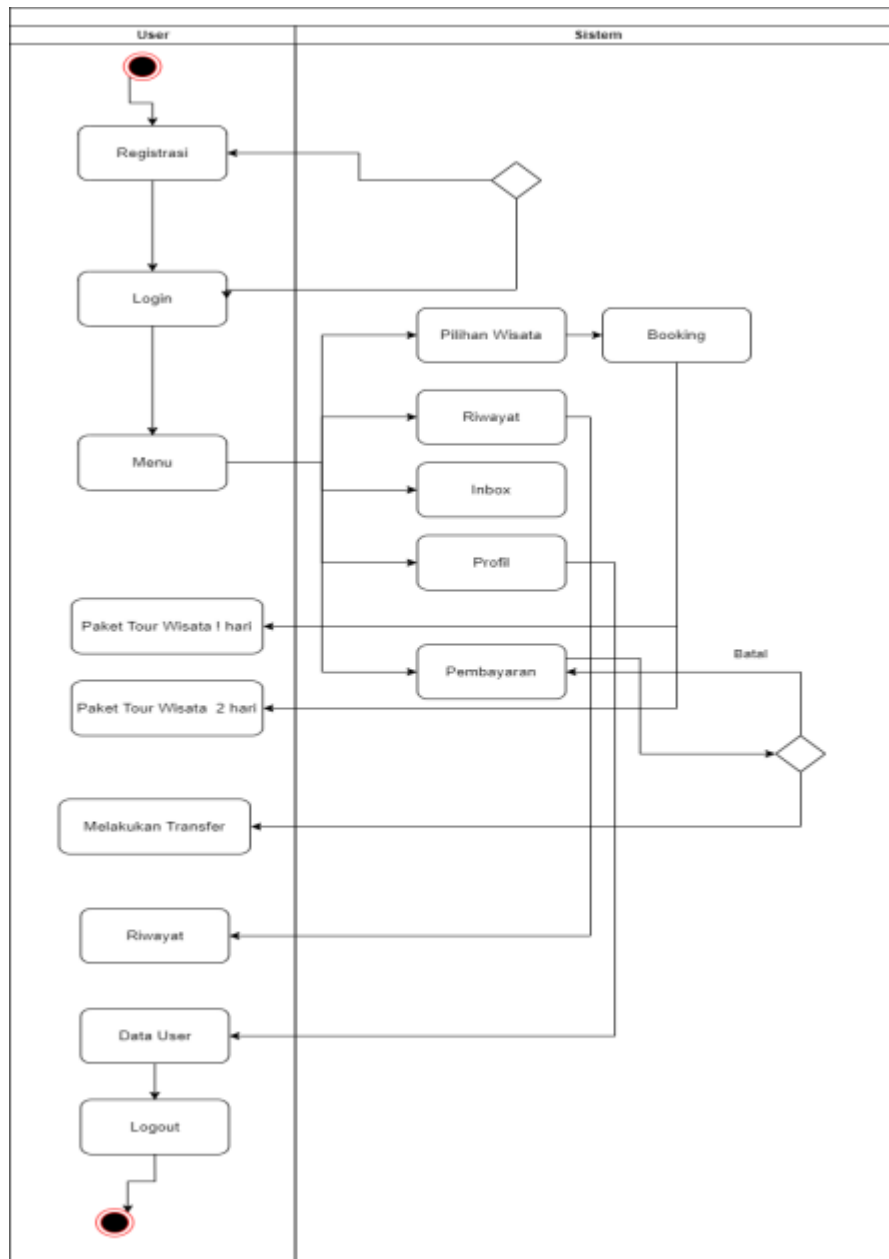 User
Sistem
Registrasi
Login
Pilihan Wisata
Booking
Riwayat
Menu
Inbox
Profil
Paket Tour Wisata ! hari
Batal
Pembayaran
Paket Tour Wisata 2 hari
Melakukan Transfer
Riwayat
Data User
Logout